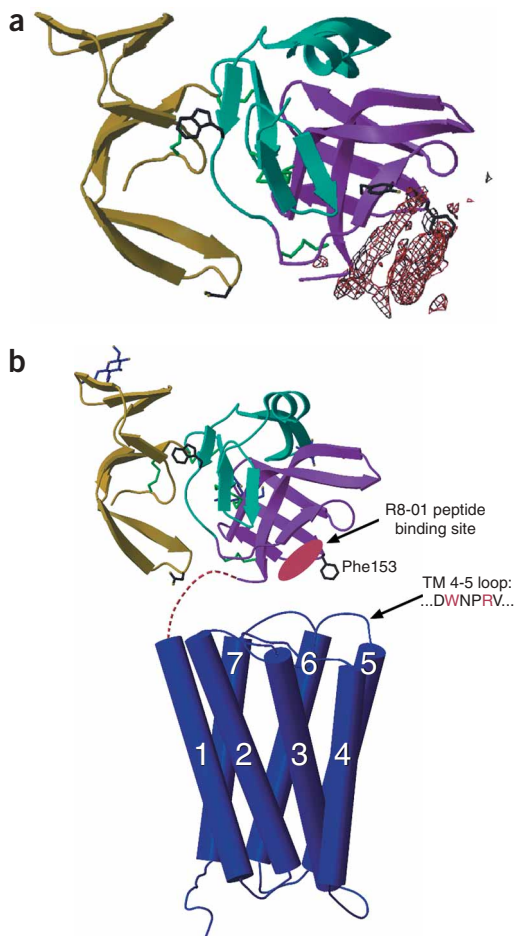 a
b
R8-01 peptide
binding site
Phe153
TM 4-5 loop:
...DWNPRV...
7
6
5
1
2
3
4